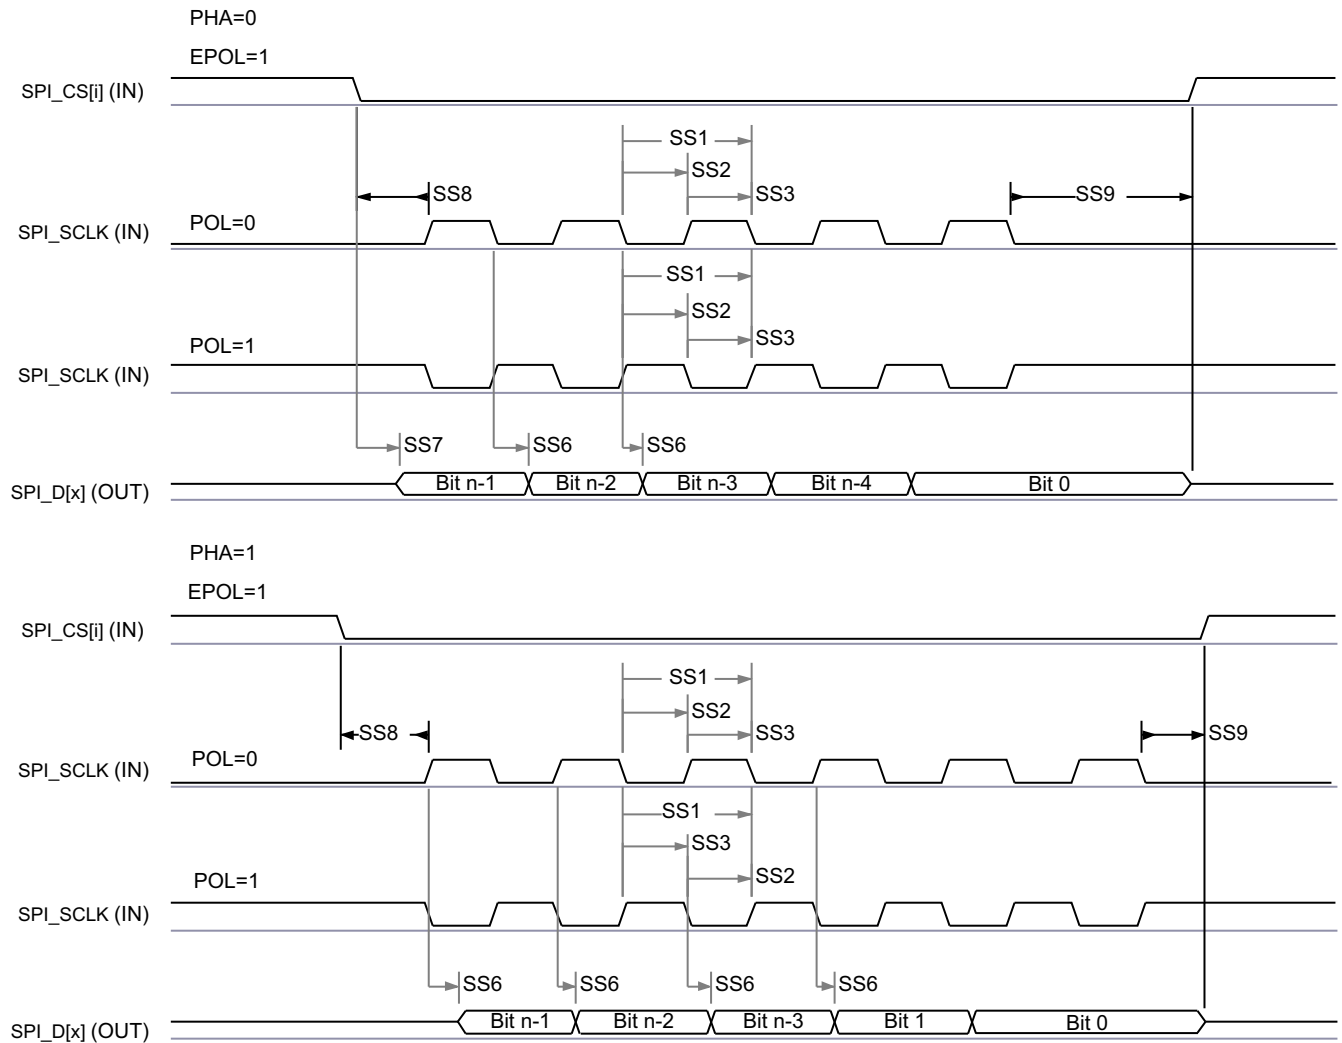 PHA=0
EPOL=1
SPI_CS[i] (IN)
SS1
SS2
SS8
SS3
SS9
POL=0
SPI_SCLK (IN)
SS1
SS2
SS3
POL=1
SPI_SCLK (IN)
SS7
SS6
SS6
SPI_D[x] (OUT)
Bit n-1
Bit n-2
Bit n-3
Bit n-4
Bit 0
PHA=1
EPOL=1
SPI_CS[i] (IN)
SS1
SS2
SS8
SS3
SS9
POL=0
SPI_SCLK (IN)
SS1
SS3
SS2
POL=1
SPI_SCLK (IN)
SS6
SS6
SS6
SS6
SPI_D[x] (OUT)
Bit n-1
Bit n-2
Bit n-3
Bit 1
Bit 0